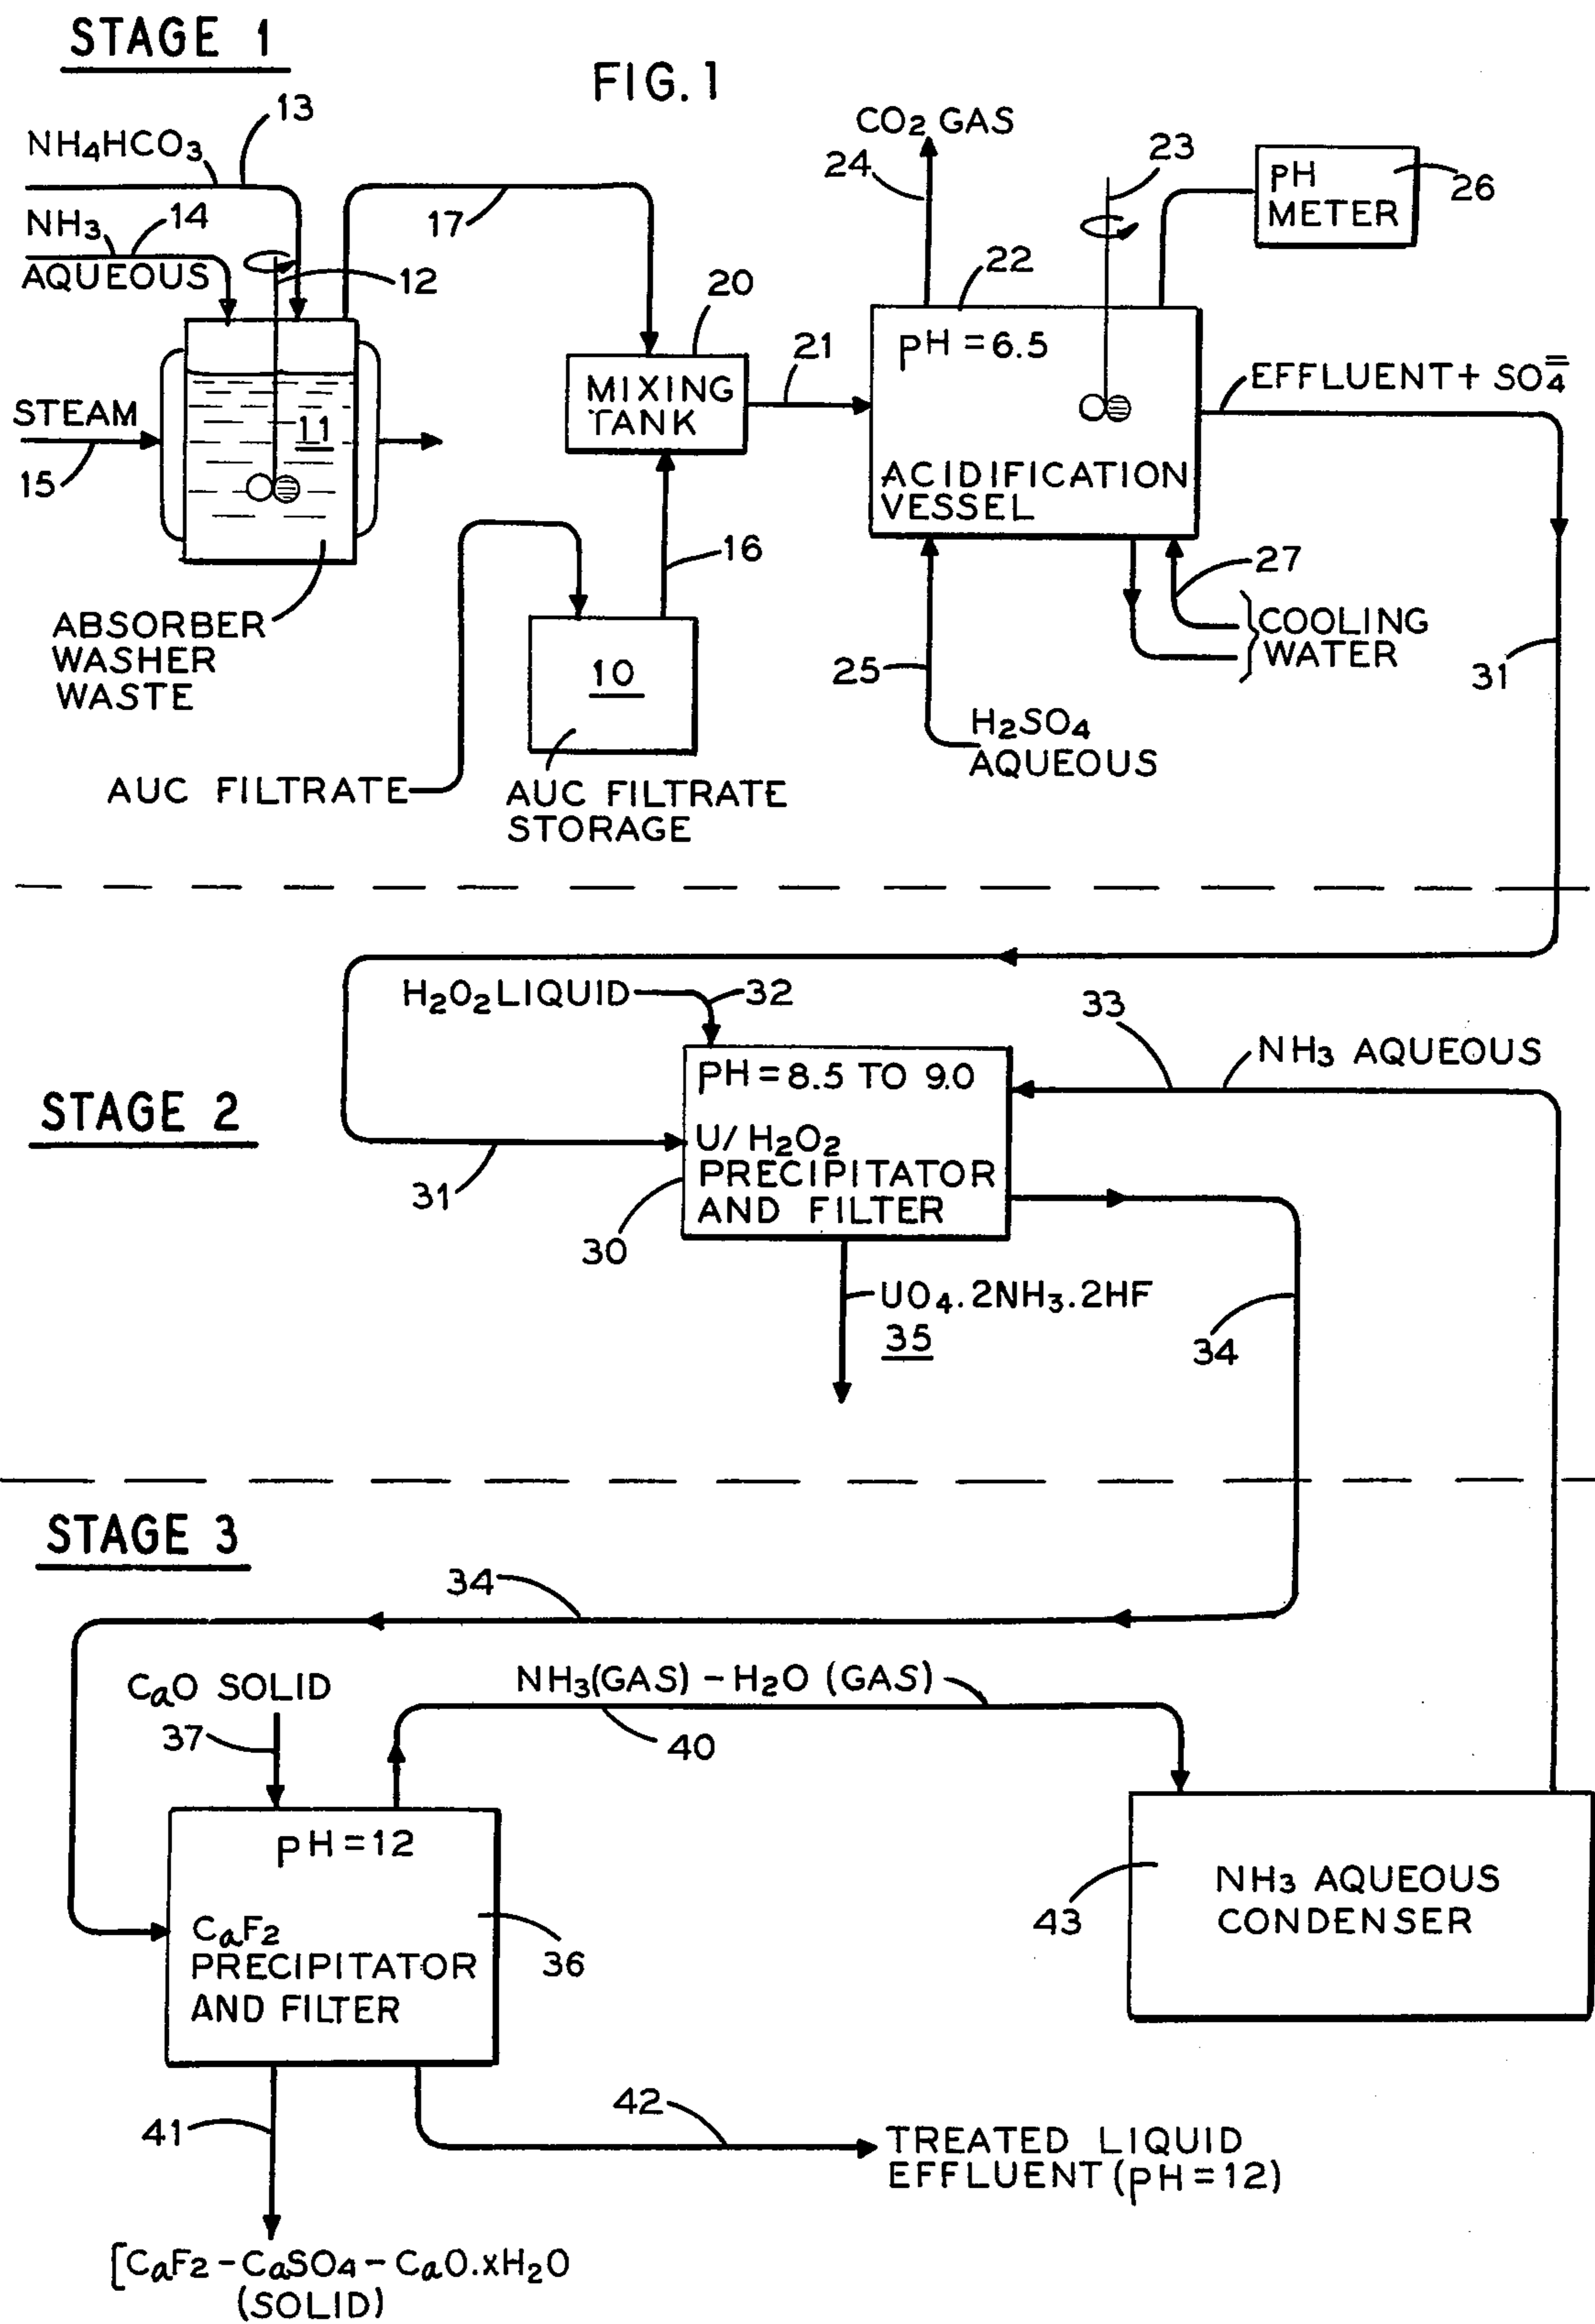 STAGE 1
FIG. 1
NH4HCO3
13
NH3
14
AQUEOUS
12
17
STEAM
15
11
ABSORBER
WASHER
WASTE
20
MIXING
TANK
21
16
10
AUC FILTRATE
AUC FILTRATE
STORAGE
CO2 GAS
24
23
PH
METER
26
22
PH = 6.5
ACIDIFICATION
VESSEL
EFFLUENT + SO4=
27
COOLING
WATER
25
H2SO4
AQUEOUS
31
STAGE 2
H2O2 LIQUID
32
33
NH3 AQUEOUS
PH = 8.5 TO 9.0
U/H2O2
PRECIPITATOR
AND FILTER
31
30
UO4.2NH3.2HF
35
34
STAGE 3
34
CaO SOLID
37
NH3(GAS) - H2O (GAS)
40
PH = 12
CaF2
PRECIPITATOR
AND FILTER
36
43
NH3 AQUEOUS
CONDENSER
41
42
TREATED LIQUID
EFFLUENT (PH = 12)
[CaF2 - CaSO4 - CaO.xH2O
(SOLID)